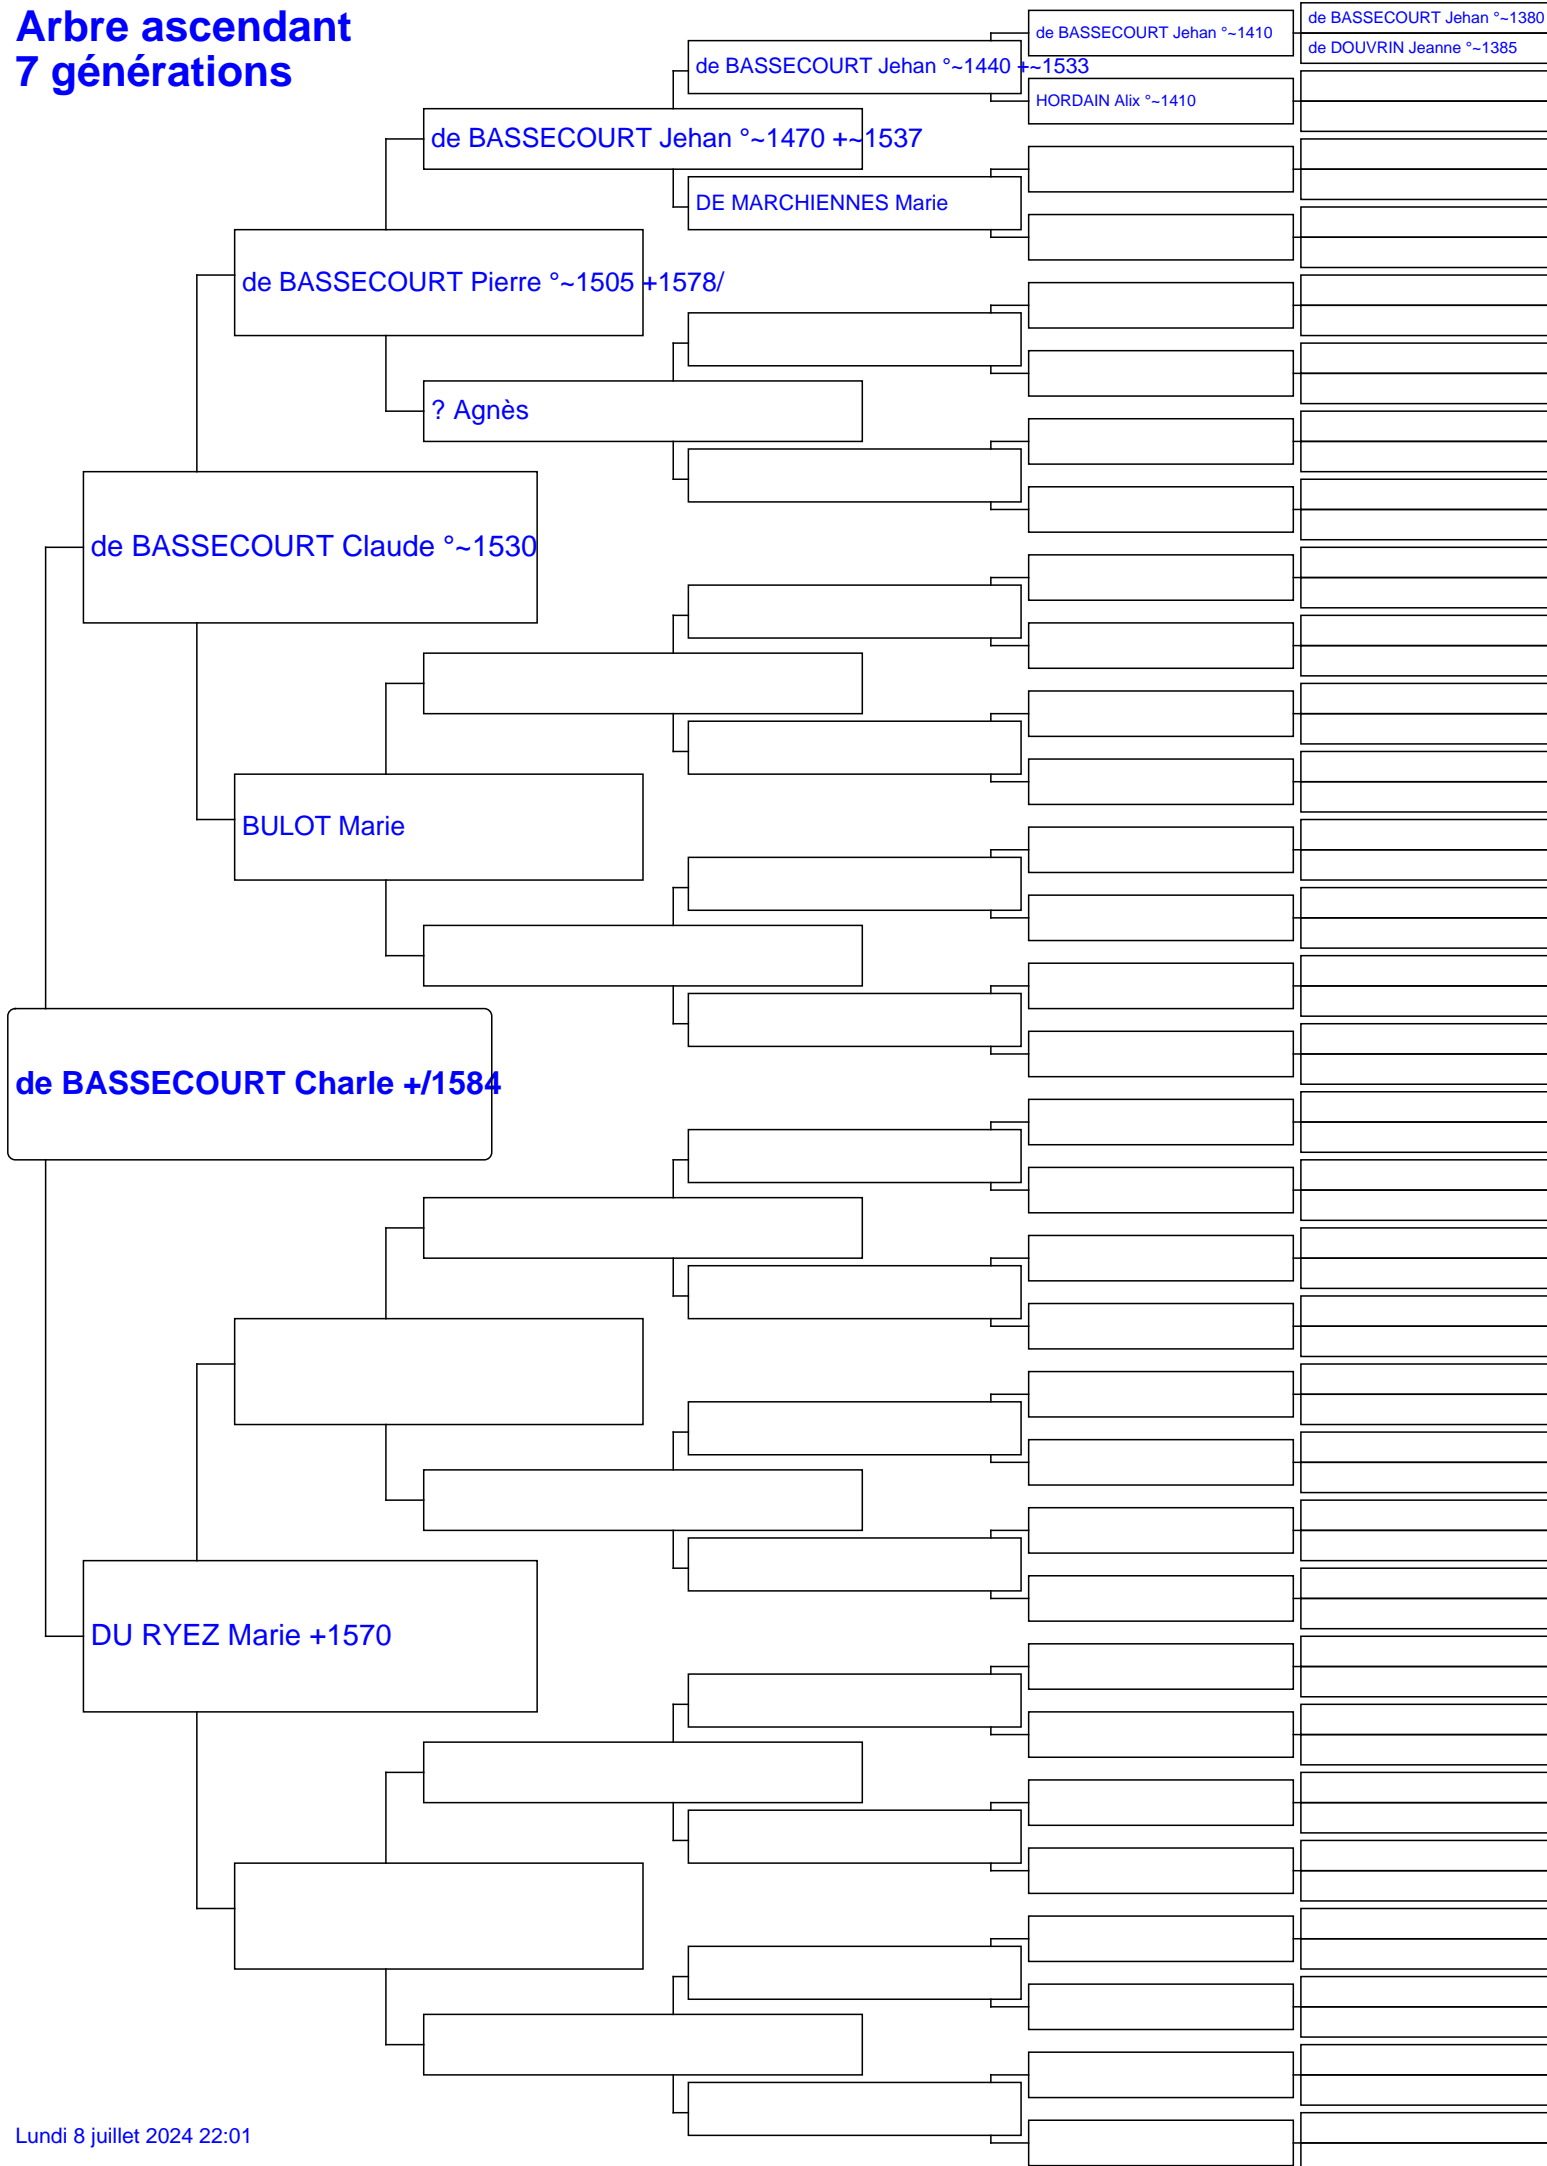 Arbre ascendant
7 générations
de BASSECOURT Jehan °~1380
de BASSECOURT Jehan °~1410
de DOUVRIN Jeanne °~1385
de BASSECOURT Jehan °~1440 +~1533
HORDAIN Alix °~1410
de BASSECOURT Jehan °~1470 +~1537
DE MARCHIENNES Marie
de BASSECOURT Pierre °~1505 +1578/
? Agnès
de BASSECOURT Claude °~1530
BULOT Marie
de BASSECOURT Charle +/1584
DU RYEZ Marie +1570
Lundi 8 juillet 2024 22:01